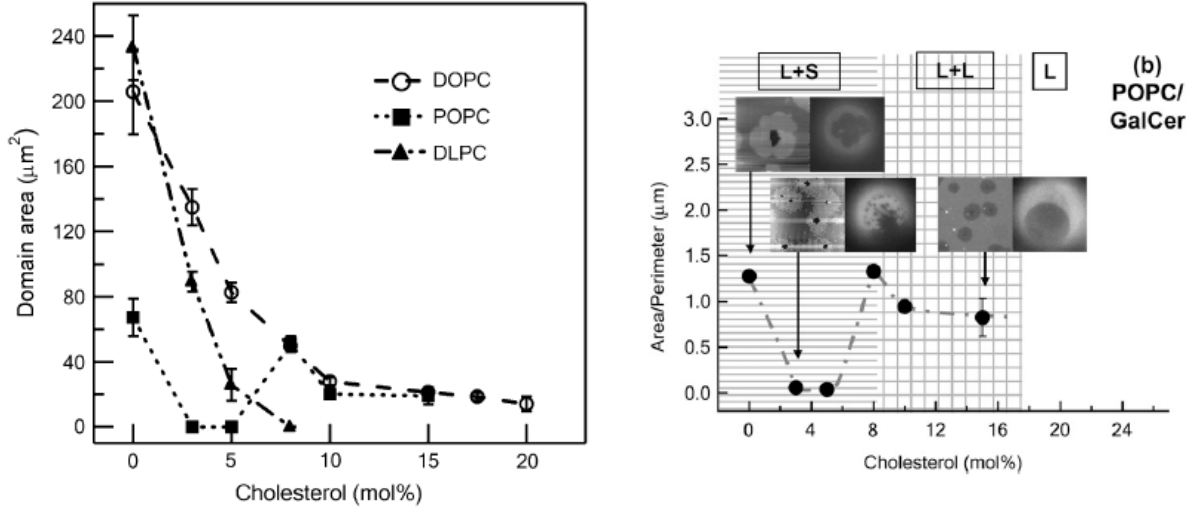 Domain area (μm²)
240
200
160
120
80
40
0
DOPC
POPC
DLPC
0 5 10 15 20
Cholesterol (mol%)
L+S L+L L
(b)
POPC/
GalCer
Area/Perimeter (μm)
3.0
2.5
2.0
1.5
1.0
0.5
0.0
0 4 8 12 16 20 24
Cholesterol (mol%)